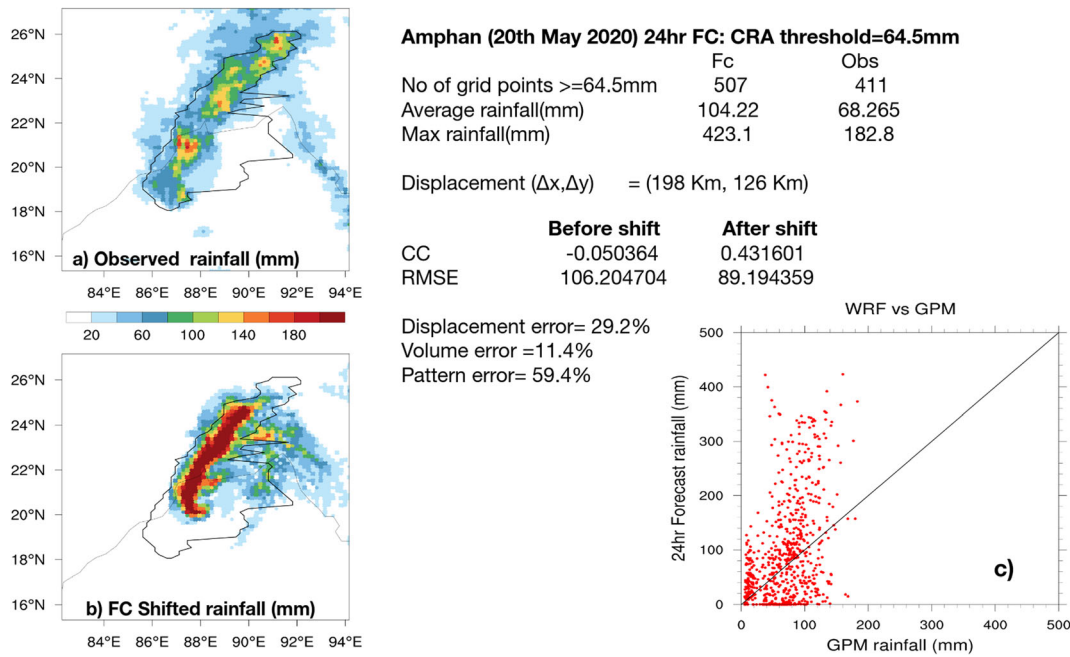 26°N
24°N
22°N
20°N
18°N
16°N
a) Observed rainfall (mm)
84°E 86°E 88°E 90°E 92°E 94°E
20 60 100 140 180
26°N
24°N
22°N
20°N
18°N
16°N
b) FC Shifted rainfall (mm)
84°E 86°E 88°E 90°E 92°E 94°E
Amphan (20th May 2020) 24hr FC: CRA threshold=64.5mm
Fc Obs
No of grid points >=64.5mm 507 411
Average rainfall(mm) 104.22 68.265
Max rainfall(mm) 423.1 182.8
Displacement (Δx,Δy) = (198 Km, 126 Km)
Before shift After shift
CC -0.050364 0.431601
RMSE 106.204704 89.194359
Displacement error= 29.2%
Volume error =11.4%
Pattern error= 59.4%
WRF vs GPM
24hr Forecast rainfall (mm)
500
400
300
200
100
0
c)
0 100 200 300 400 500
GPM rainfall (mm)